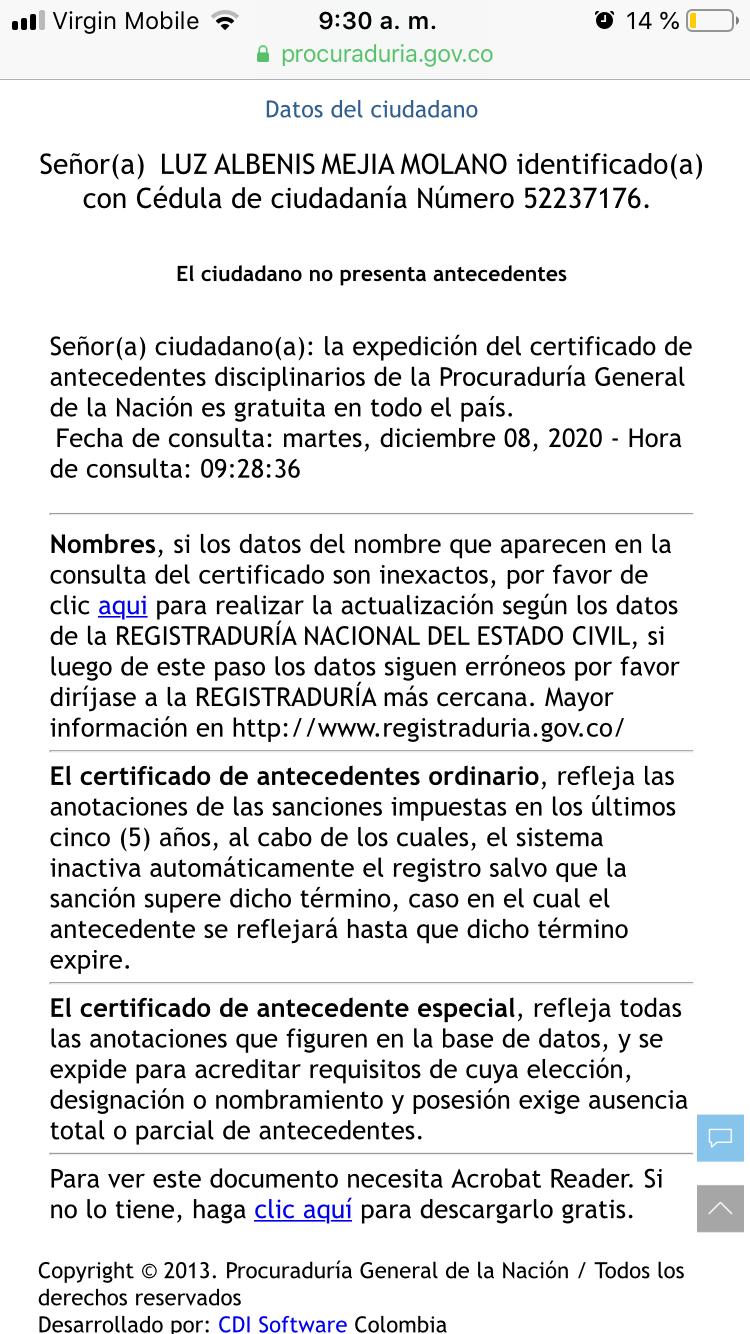 Virgin Mobile 9:30 a. m. 14 %
procuraduria.gov.co
Datos del ciudadano
Señor(a)  LUZ ALBENIS MEJIA MOLANO identificado(a)
con Cédula de ciudadanía Número 52237176.
El ciudadano no presenta antecedentes
Señor(a) ciudadano(a): la expedición del certificado de
antecedentes disciplinarios de la Procuraduría General
de la Nación es gratuita en todo el país.
Fecha de consulta: martes, diciembre 08, 2020 - Hora
de consulta: 09:28:36
Nombres, si los datos del nombre que aparecen en la
consulta del certificado son inexactos, por favor de
clic aqui para realizar la actualización según los datos
de la REGISTRADURÍA NACIONAL DEL ESTADO CIVIL, si
luego de este paso los datos siguen erróneos por favor
diríjase a la REGISTRADURÍA más cercana. Mayor
información en http://www.registraduria.gov.co/
El certificado de antecedentes ordinario, refleja las
anotaciones de las sanciones impuestas en los últimos
cinco (5) años, al cabo de los cuales, el sistema
inactiva automáticamente el registro salvo que la
sanción supere dicho término, caso en el cual el
antecedente se reflejará hasta que dicho término
expire.
El certificado de antecedente especial, refleja todas
las anotaciones que figuren en la base de datos, y se
expide para acreditar requisitos de cuya elección,
designación o nombramiento y posesión exige ausencia
total o parcial de antecedentes.
Para ver este documento necesita Acrobat Reader. Si
no lo tiene, haga clic aquí para descargarlo gratis.
Copyright © 2013. Procuraduría General de la Nación / Todos los
derechos reservados
Desarrollado por: CDI Software Colombia